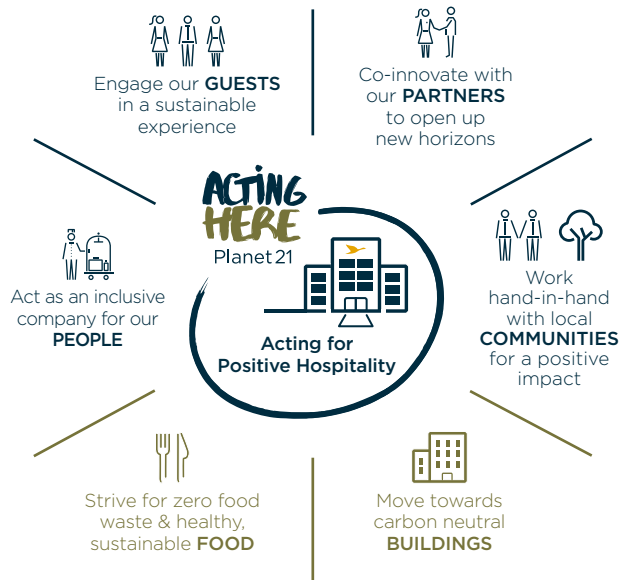 Engage our GUESTS
in a sustainable
experience
Co-innovate with
our PARTNERS
to open up
new horizons
ACTING
HERE
Planet 21
Acting for
Positive Hospitality
Act as an inclusive
company for our
PEOPLE
Work
hand-in-hand
with local
COMMUNITIES
for a positive
impact
Strive for zero food
waste & healthy,
sustainable FOOD
Move towards
carbon neutral
BUILDINGS